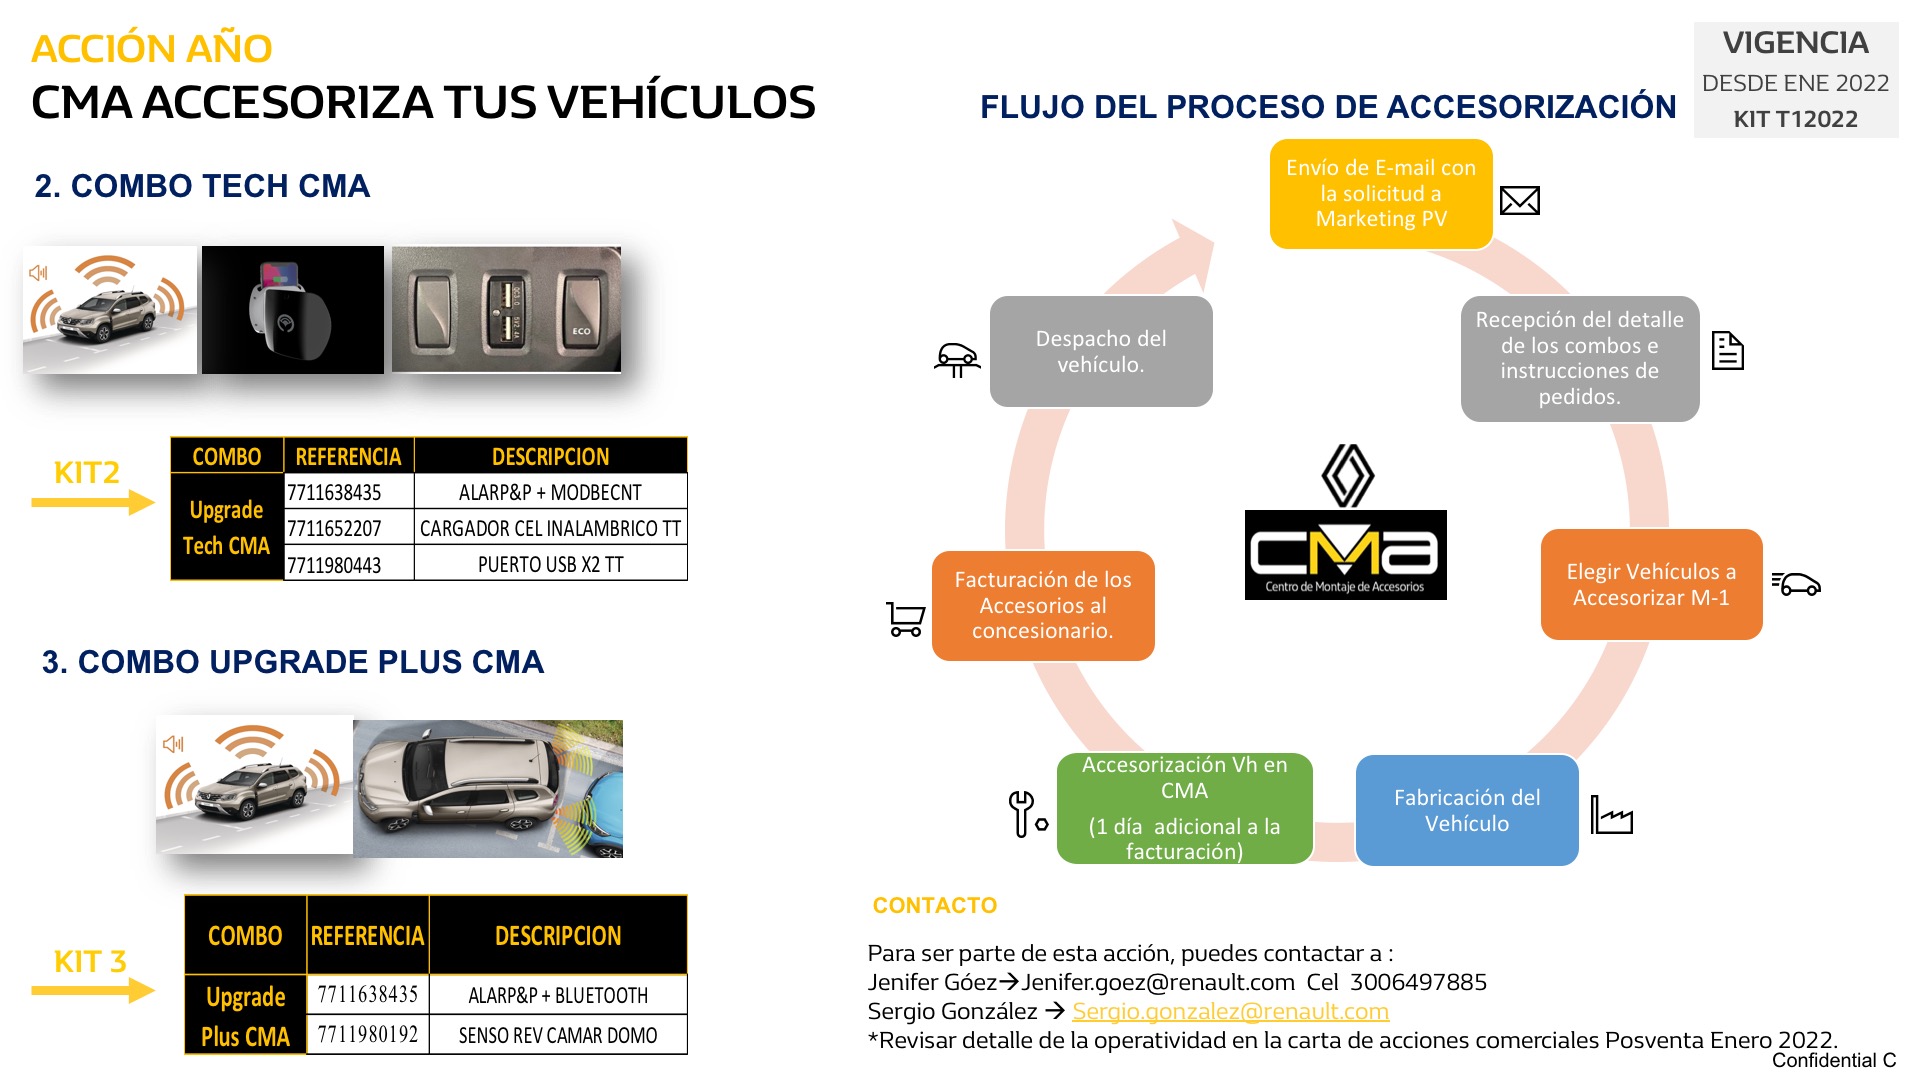 ACCIÓN AÑO
CMA ACCESORIZA TUS VEHÍCULOS
VIGENCIA
DESDE ENE 2022
KIT T12022
2. COMBO TECH CMA
ECO
KIT2
COMBO REFERENCIA DESCRIPCION
Upgrade
Tech CMA
7711638435 ALARP&P + MODBECNT
7711652207 CARGADOR CEL INALAMBRICO TT
7711980443 PUERTO USB X2 TT
3. COMBO UPGRADE PLUS CMA
KIT 3
COMBO REFERENCIA DESCRIPCION
Upgrade
Plus CMA
7711638435 ALARP&P + BLUETOOTH
7711980192 SENSO REV CAMAR DOMO
FLUJO DEL PROCESO DE ACCESORIZACIÓN
Envío de E-mail con
la solicitud a
Marketing PV
Recepción del detalle
de los combos e
instrucciones de
pedidos.
Elegir Vehículos a
Accesorizar M-1
Fabricación del
Vehículo
Accesorización Vh en
CMA
(1 día  adicional a la
facturación)
Facturación de los
Accesorios al
concesionario.
Despacho del
vehículo.
cma
Centro de Montaje de Accesorios
CONTACTO
Para ser parte de esta acción, puedes contactar a :
Jenifer Góez→Jenifer.goez@renault.com  Cel  3006497885
Sergio González → Sergio.gonzalez@renault.com
*Revisar detalle de la operatividad en la carta de acciones comerciales Posventa Enero 2022.
Confidential C